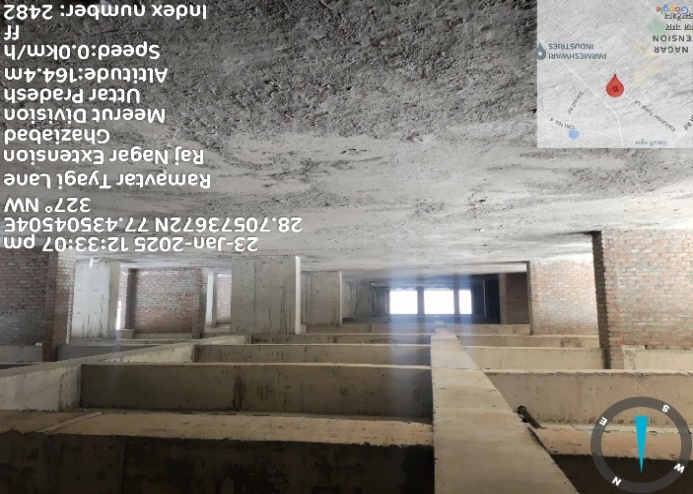 23-Jan-2025 12:33:07 pm
28.7057367N 77.4350450E
327° NW
Ramavtar Tyagi Lane
Raj Nagar Extension
Ghaziabad
Meerut Division
Uttar Pradesh
Altitude:164.4m
Speed:0.0km/h
ff
Index number: 2482
PARMESHWARI
INDUSTRIES
NAGAR
Google
N
E
S
W